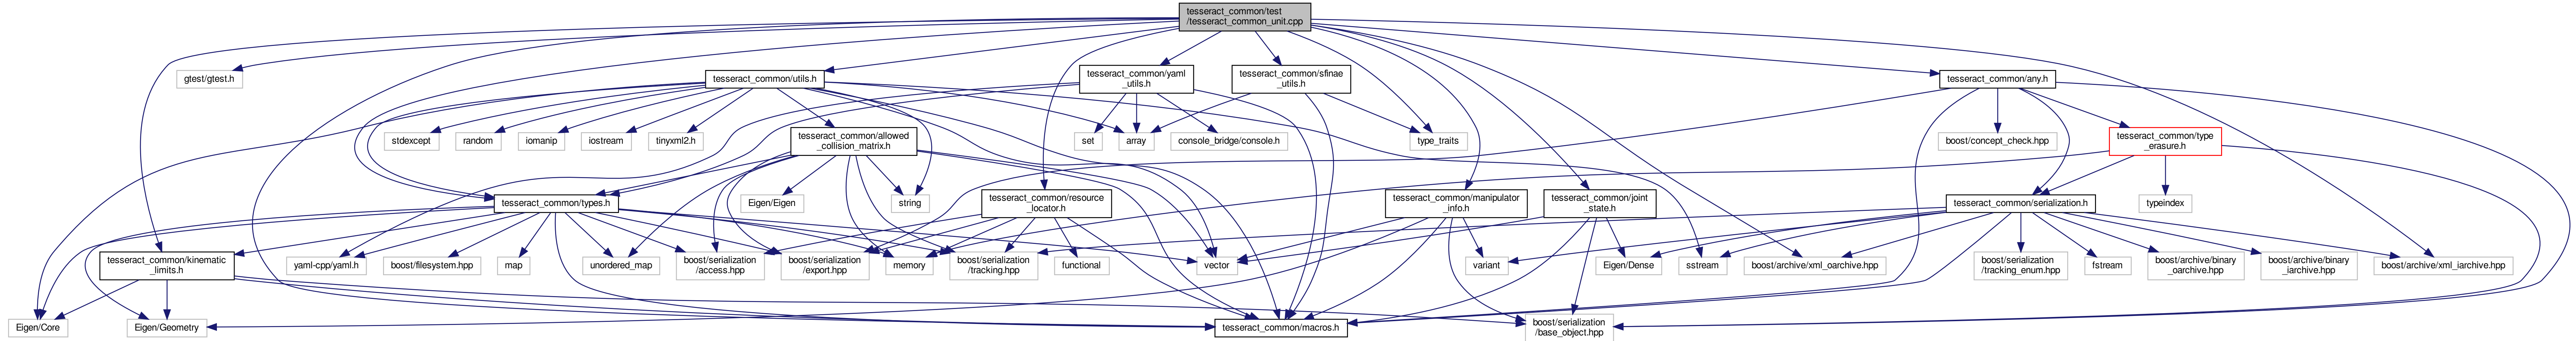 tesseract_common/test
/tesseract_common_unit.cpp
gtest/gtest.h
tesseract_common/utils.h
tesseract_common/yaml
_utils.h
tesseract_common/sfinae
_utils.h
tesseract_common/any.h
stdexcept
random
iomanip
iostream
tinyxml2.h
tesseract_common/allowed
_collision_matrix.h
set
array
console_bridge/console.h
type_traits
boost/concept_check.hpp
tesseract_common/type
_erasure.h
tesseract_common/types.h
Eigen/Eigen
string
tesseract_common/resource
_locator.h
tesseract_common/manipulator
_info.h
tesseract_common/joint
_state.h
tesseract_common/serialization.h
typeindex
tesseract_common/kinematic
_limits.h
yaml-cpp/yaml.h
boost/filesystem.hpp
map
unordered_map
boost/serialization
/access.hpp
boost/serialization
/export.hpp
memory
boost/serialization
/tracking.hpp
functional
vector
variant
Eigen/Dense
sstream
boost/archive/xml_oarchive.hpp
boost/serialization
/tracking_enum.hpp
fstream
boost/archive/binary
_oarchive.hpp
boost/archive/binary
_iarchive.hpp
boost/archive/xml_iarchive.hpp
Eigen/Core
Eigen/Geometry
tesseract_common/macros.h
boost/serialization
/base_object.hpp